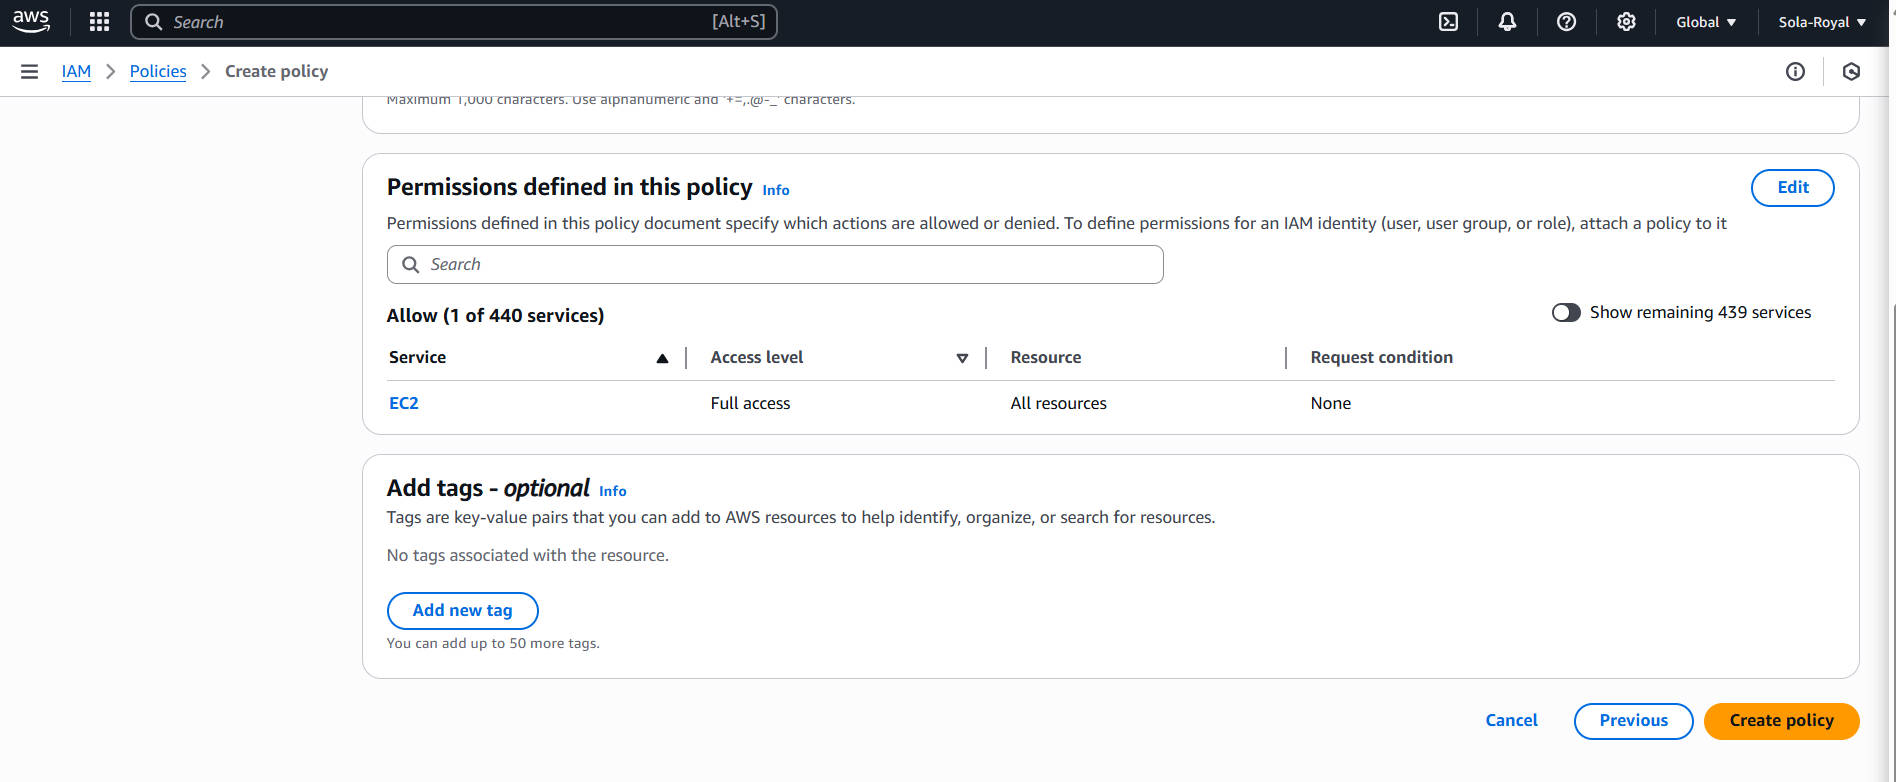 aws
Search [Alt+S]
Global
Sola-Royal
IAM > Policies > Create policy
Maximum 1,000 characters. Use alphanumeric and '+=,.@-_' characters.
Permissions defined in this policy Info
Edit
Permissions defined in this policy document specify which actions are allowed or denied. To define permissions for an IAM identity (user, user group, or role), attach a policy to it
Search
Allow (1 of 440 services)
Show remaining 439 services
Service Access level Resource Request condition
EC2 Full access All resources None
Add tags - optional Info
Tags are key-value pairs that you can add to AWS resources to help identify, organize, or search for resources.
No tags associated with the resource.
Add new tag
You can add up to 50 more tags.
Cancel Previous Create policy